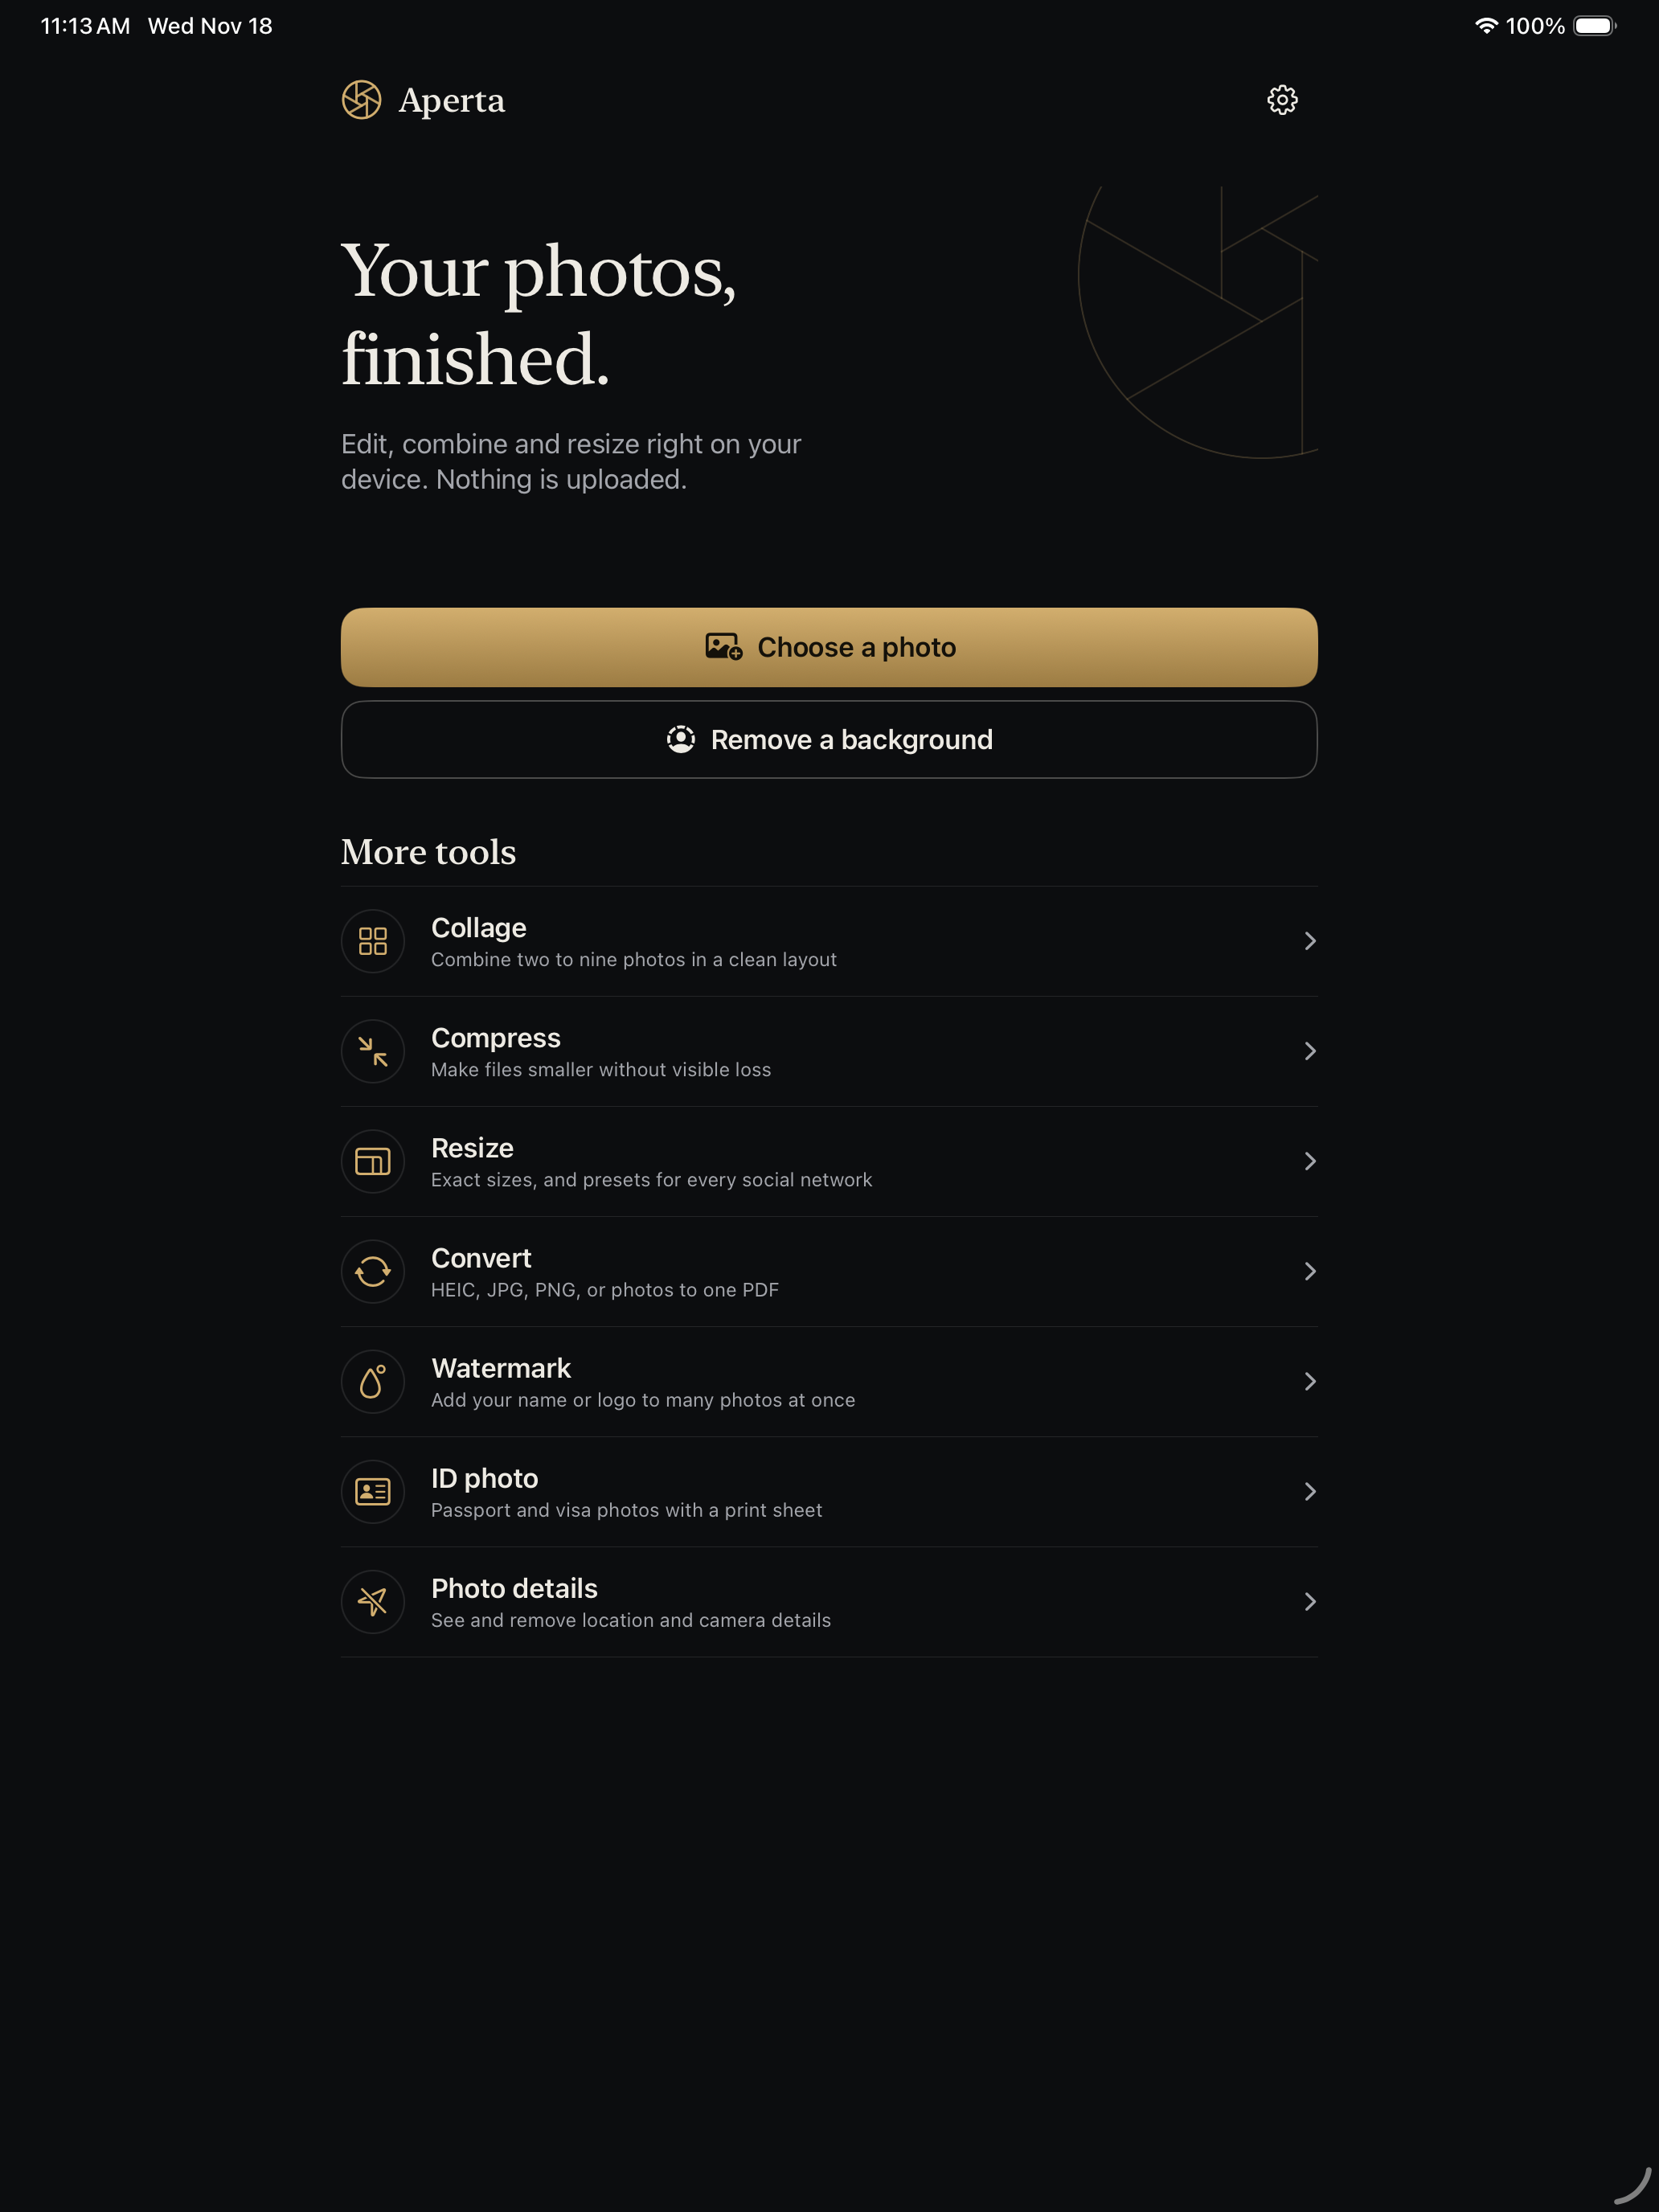 11:13 AM Wed Nov 18
100%
Aperta
Your photos,
finished.
Edit, combine and resize right on your
device. Nothing is uploaded.
Choose a photo
Remove a background
More tools
Collage
Combine two to nine photos in a clean layout
Compress
Make files smaller without visible loss
Resize
Exact sizes, and presets for every social network
Convert
HEIC, JPG, PNG, or photos to one PDF
Watermark
Add your name or logo to many photos at once
ID photo
Passport and visa photos with a print sheet
Photo details
See and remove location and camera details